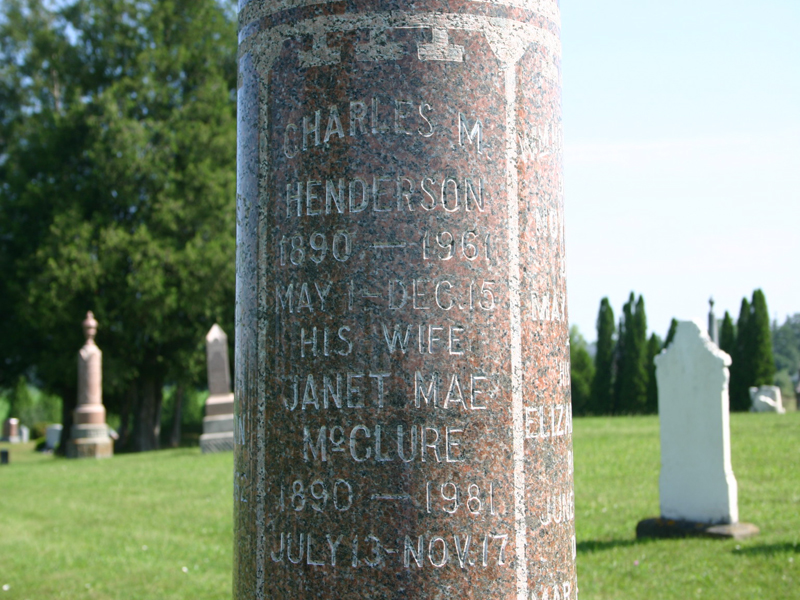 CHARLES M.
HENDERSON
1890 — 1961
MAY 1 - DEC. 15
HIS WIFE
JANET MAE
McCLURE
1890 — 1981
JULY 13 - NOV. 17